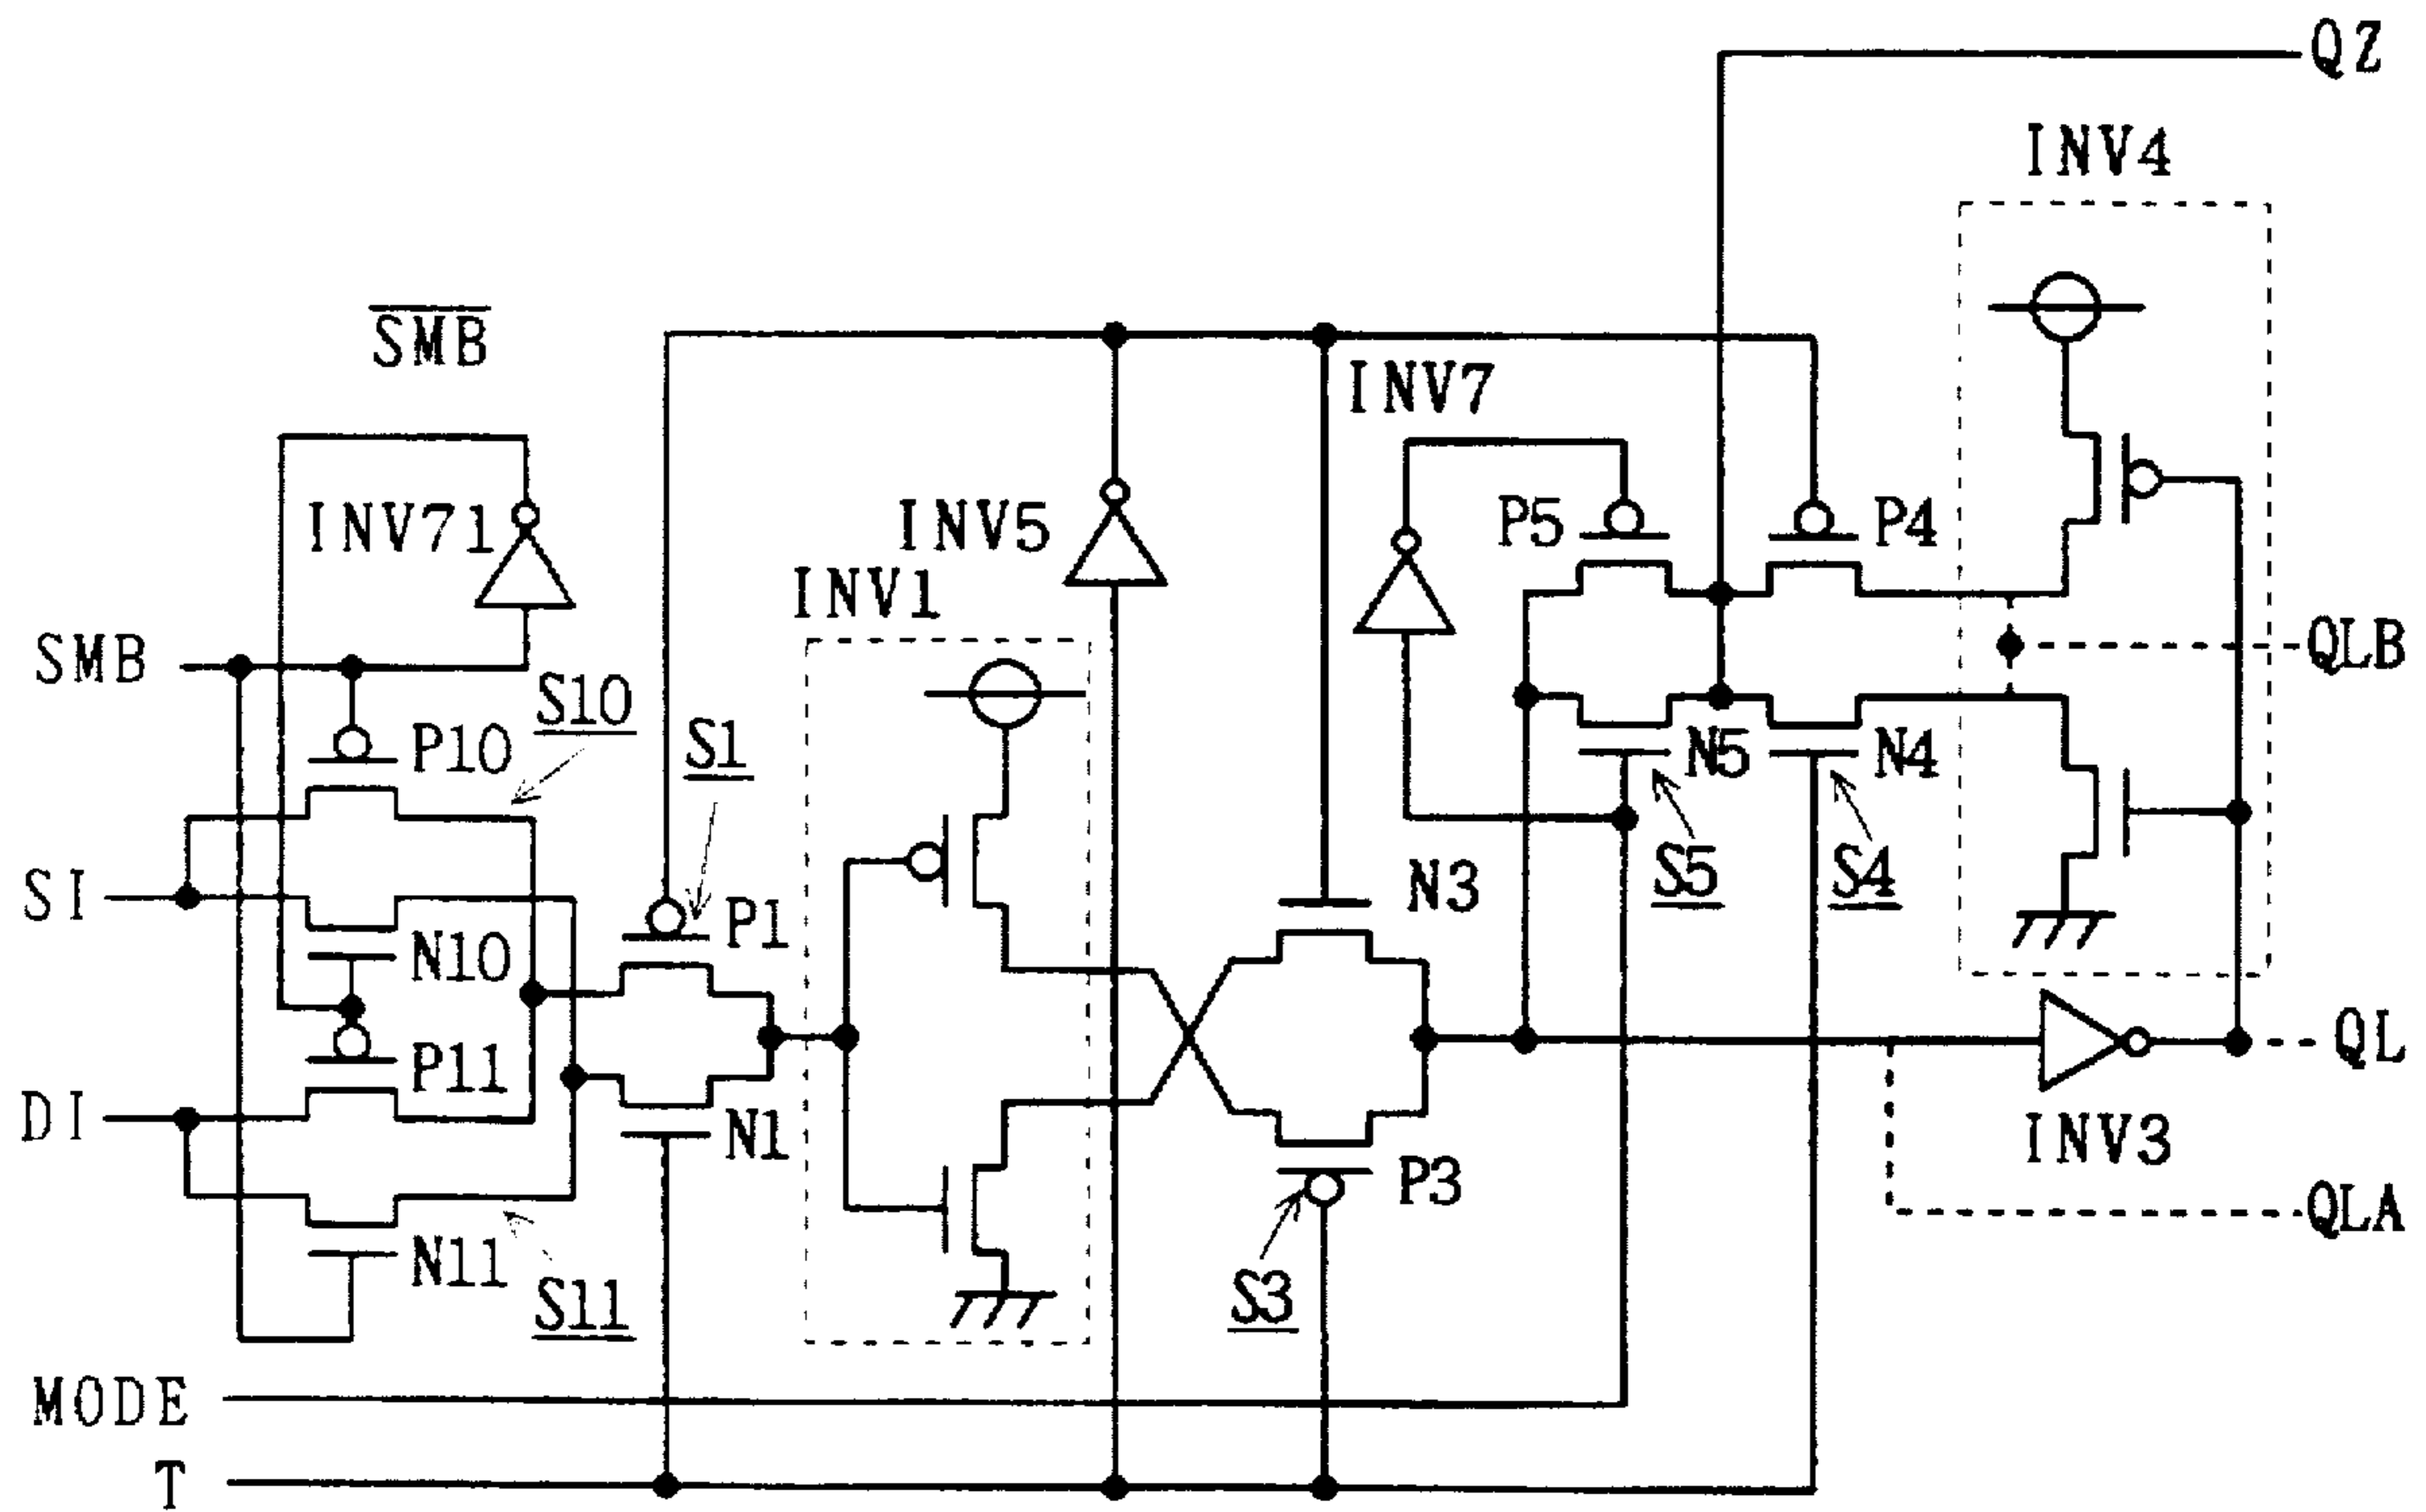 QZ
INV4
S̅M̅B̅
INV7
INV71
INV5
P5
P4
INV1
SMB
S10
QLB
P10
S1
N5
N4
S5
S4
SI
N3
P1
N10
P11
QL
DI
N1
INV3
P3
QLA
N11
S11
S3
MODE
T